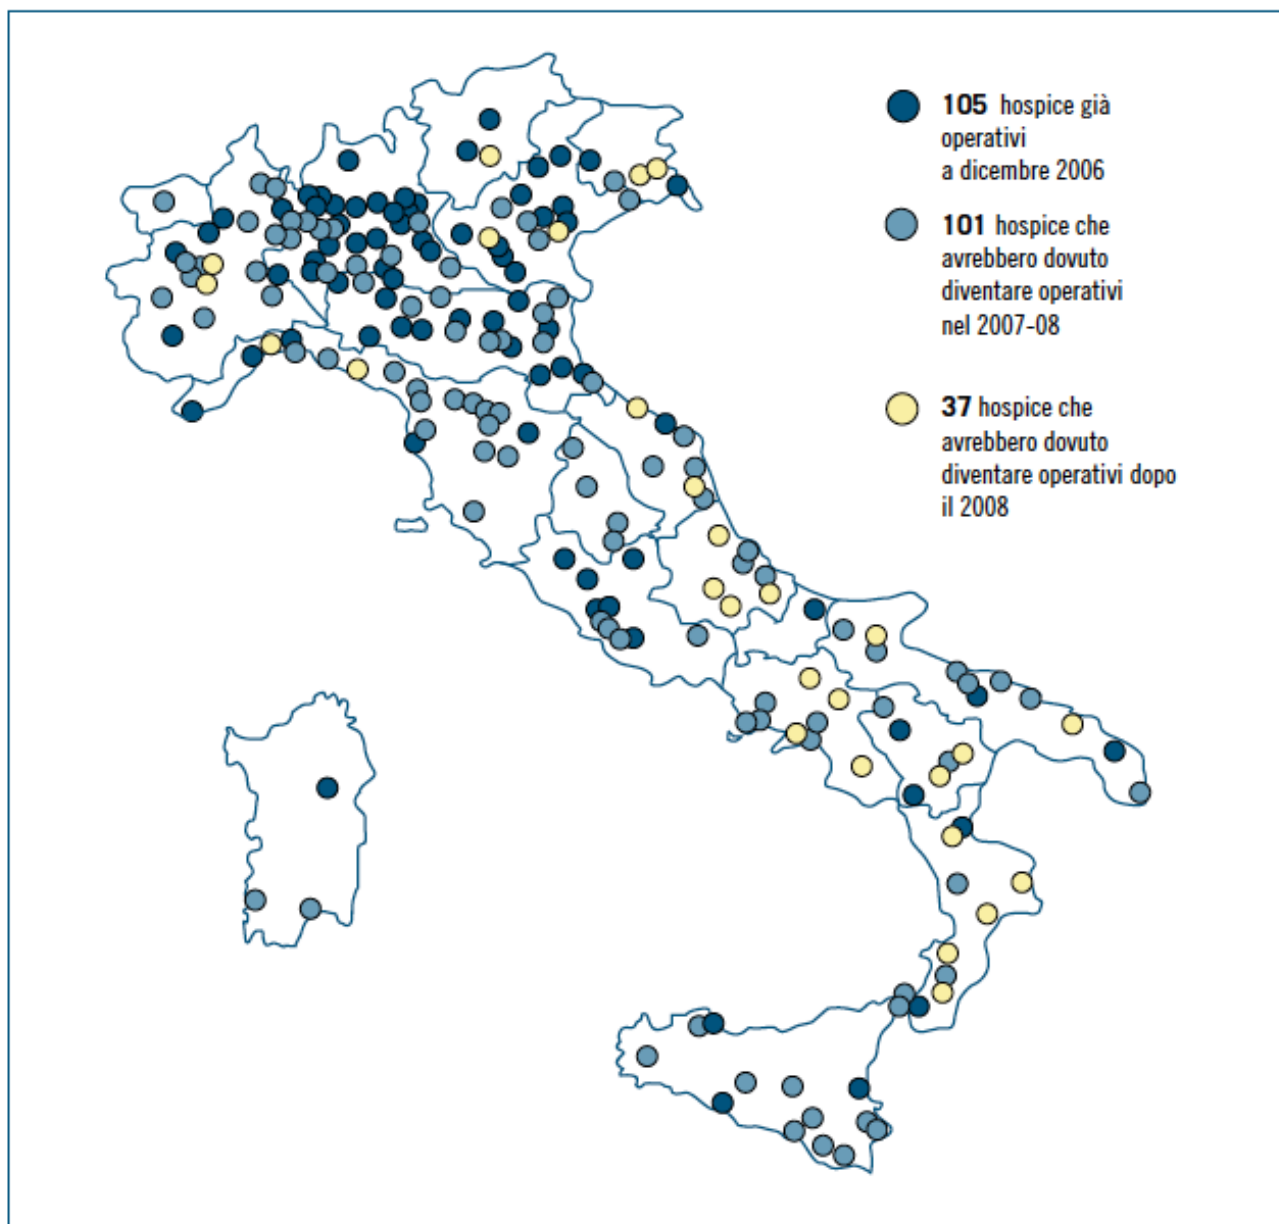 105 hospice già
operativi
a dicembre 2006
101 hospice che
avrebbero dovuto
diventare operativi
nel 2007-08
37 hospice che
avrebbero dovuto
diventare operativi dopo
il 2008